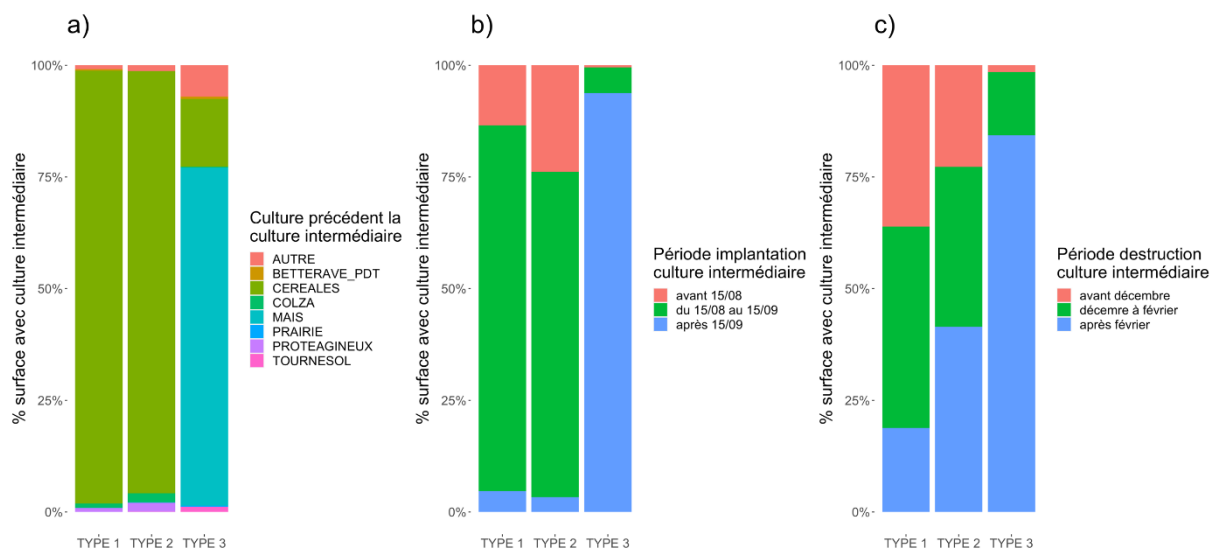 a)
% surface avec culture intermédiaire
100%
75%
50%
25%
0%
TYPE 1 TYPE 2 TYPE 3
Culture précédent la
culture intermédiaire
AUTRE
BETTERAVE_PDT
CEREALES
COLZA
MAIS
PRAIRIE
PROTEAGINEUX
TOURNESOL
b)
% surface avec culture intermédiaire
100%
75%
50%
25%
0%
TYPE 1 TYPE 2 TYPE 3
Période implantation
culture intermédiaire
avant 15/08
du 15/08 au 15/09
après 15/09
c)
% surface avec culture intermédiaire
100%
75%
50%
25%
0%
TYPE 1 TYPE 2 TYPE 3
Période destruction
culture intermédiaire
avant décembre
décemre à février
après février